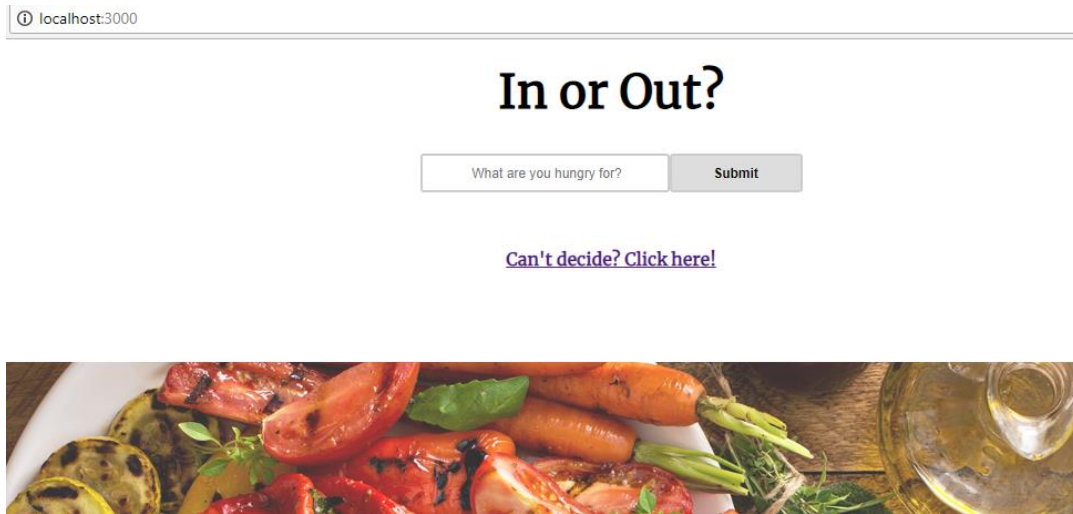 localhost:3000
In or Out?
What are you hungry for? Submit
Can't decide? Click here!